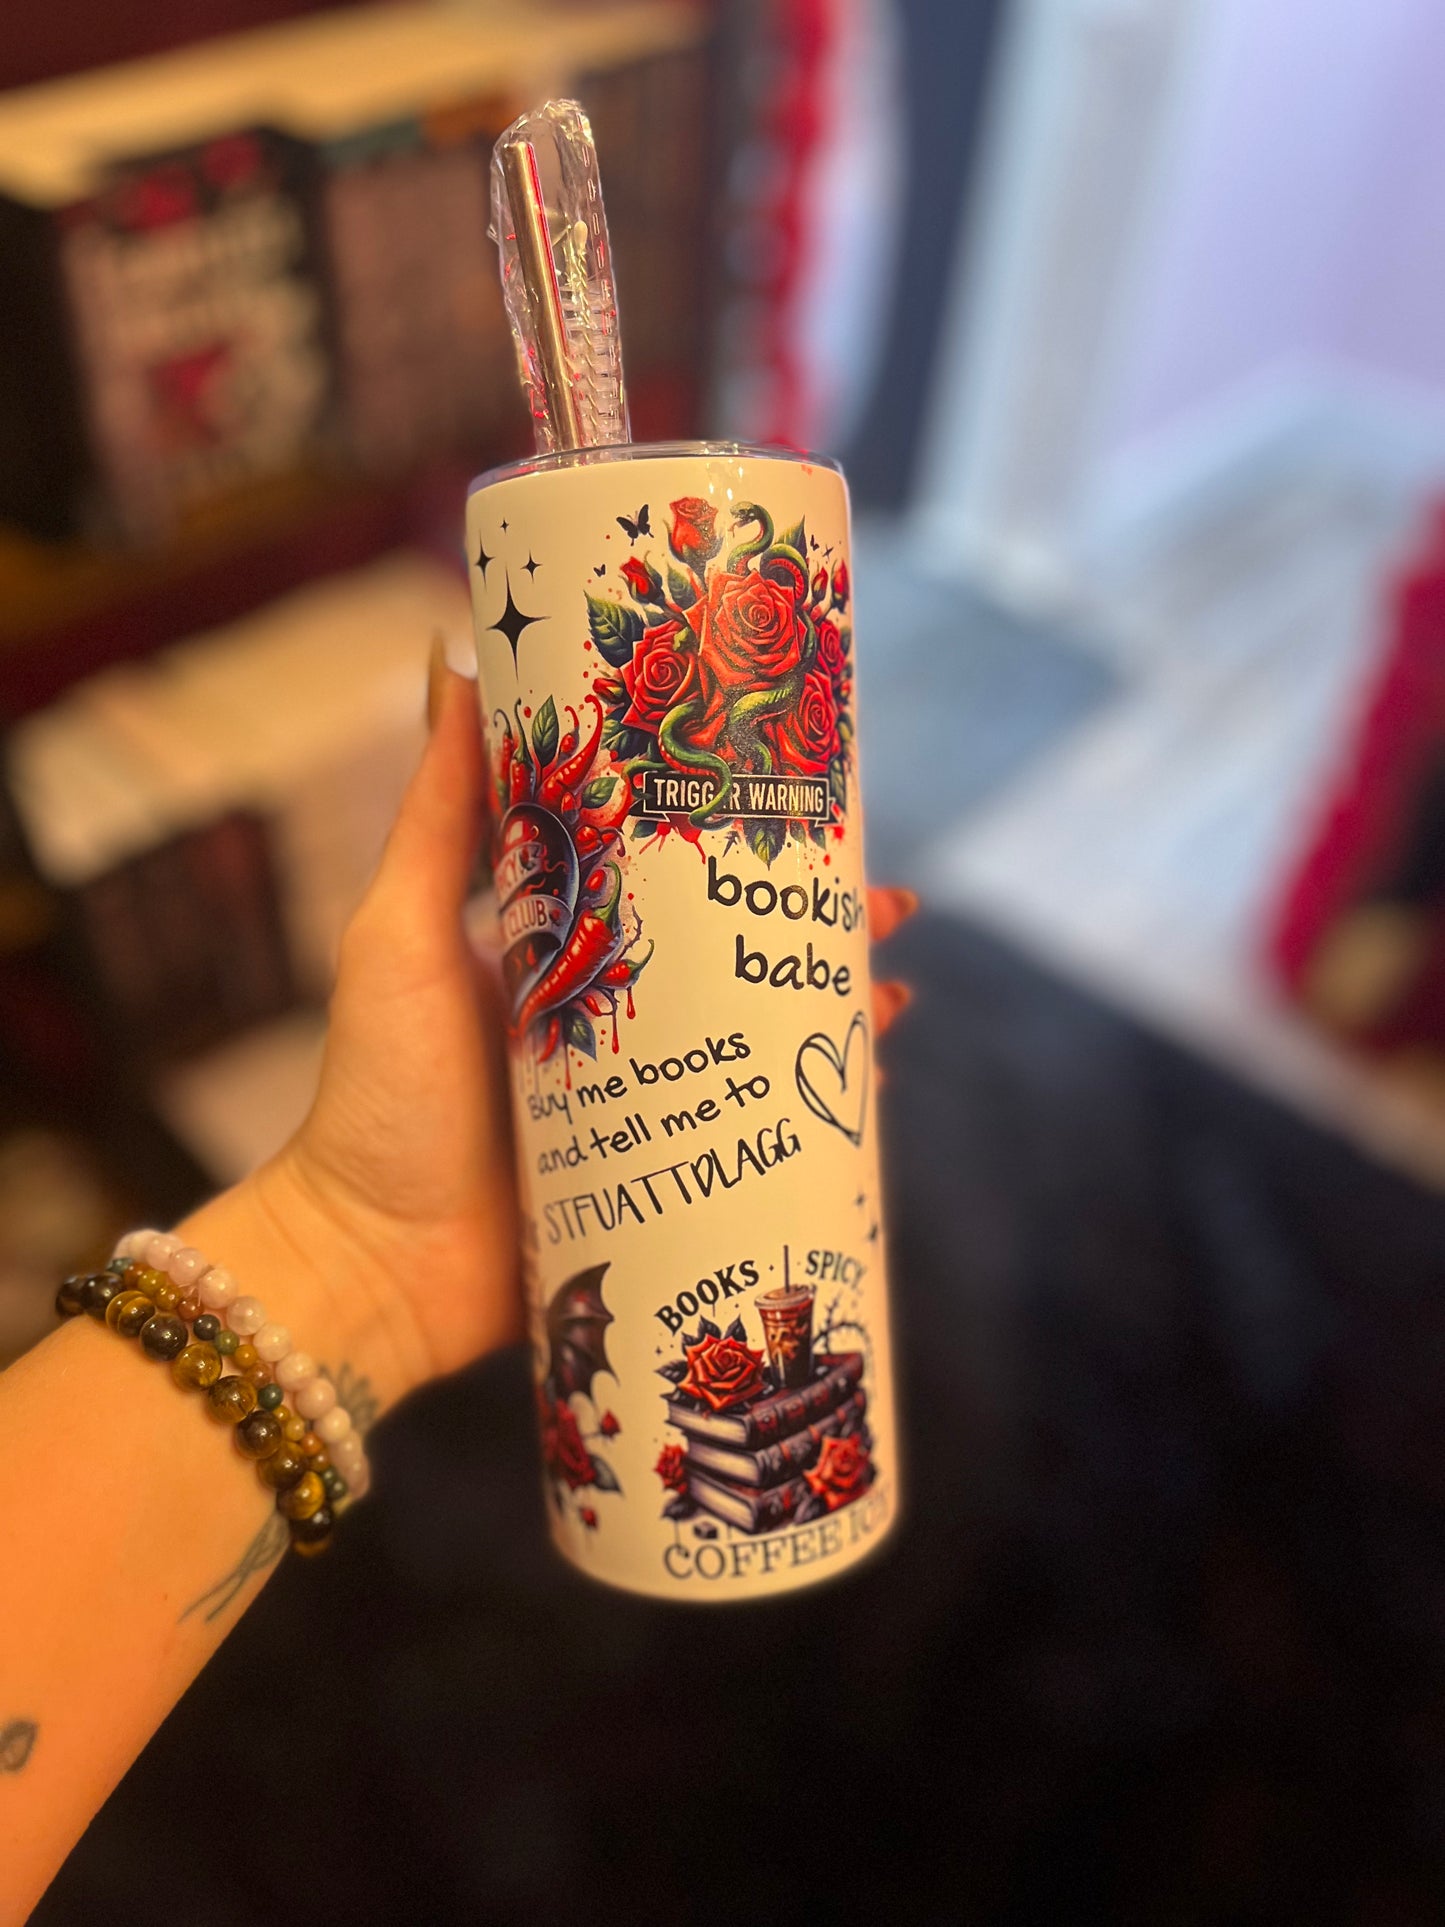 TRIGGER WARNING
CLUB
bookish
babe
Buy me books
and tell me to
STFUATTDLAGG
BOOKS SPICY
COFFEE